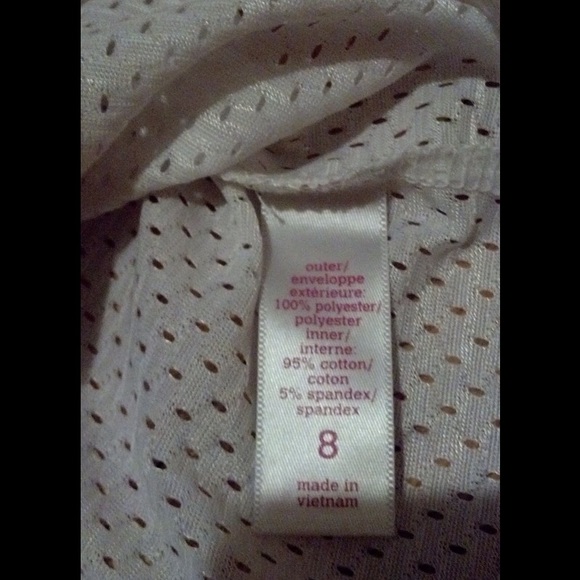 outer/
enveloppe
extérieure:
100% polyester/
polyester
inner/
interne:
95% cotton/
coton
5% spandex/
spandex
8
made in
vietnam